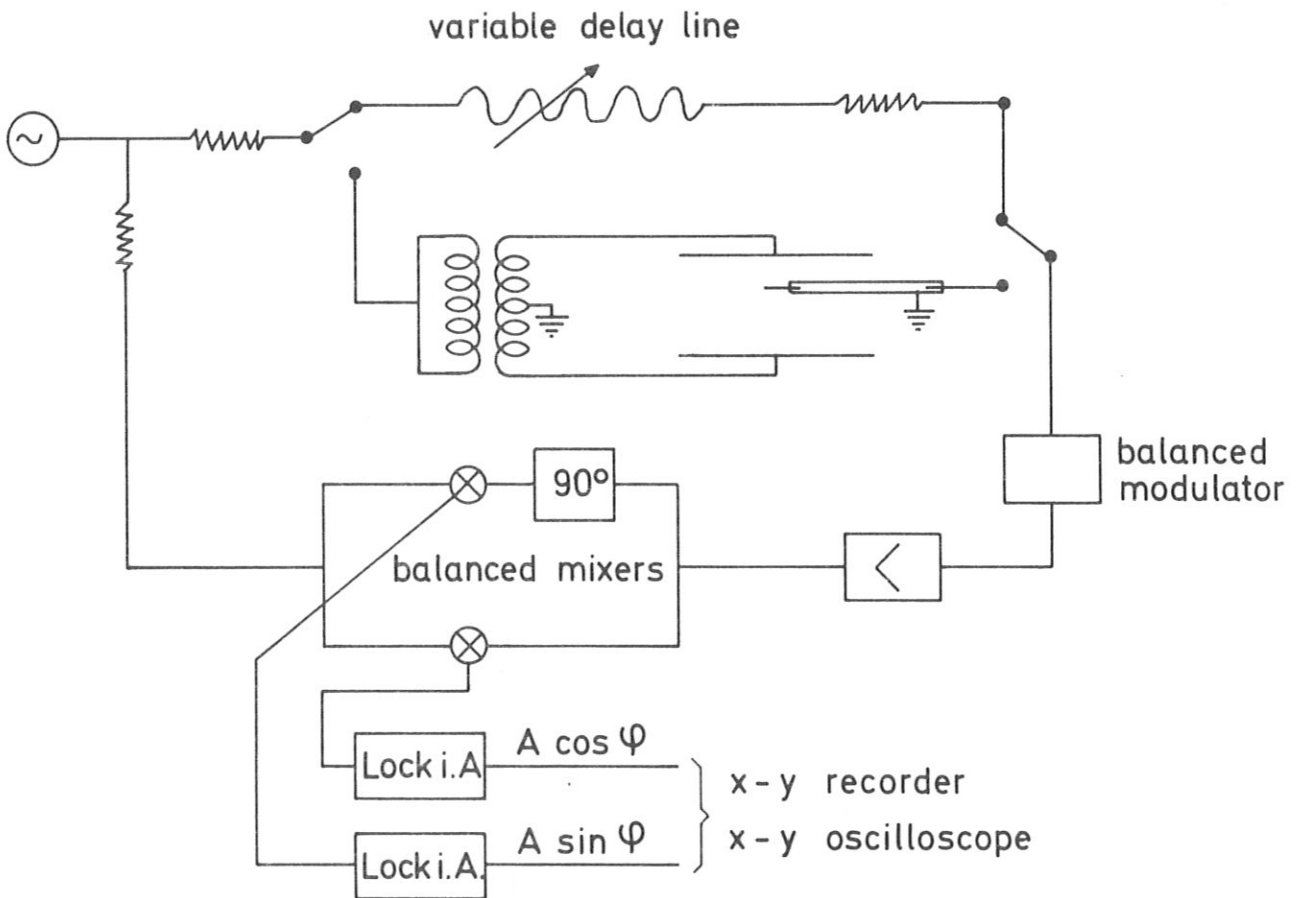 variable delay line
balanced
modulator
90°
balanced mixers
<
Lock i. A
A cos φ
Lock i. A.
A sin φ
x - y recorder
x - y oscilloscope